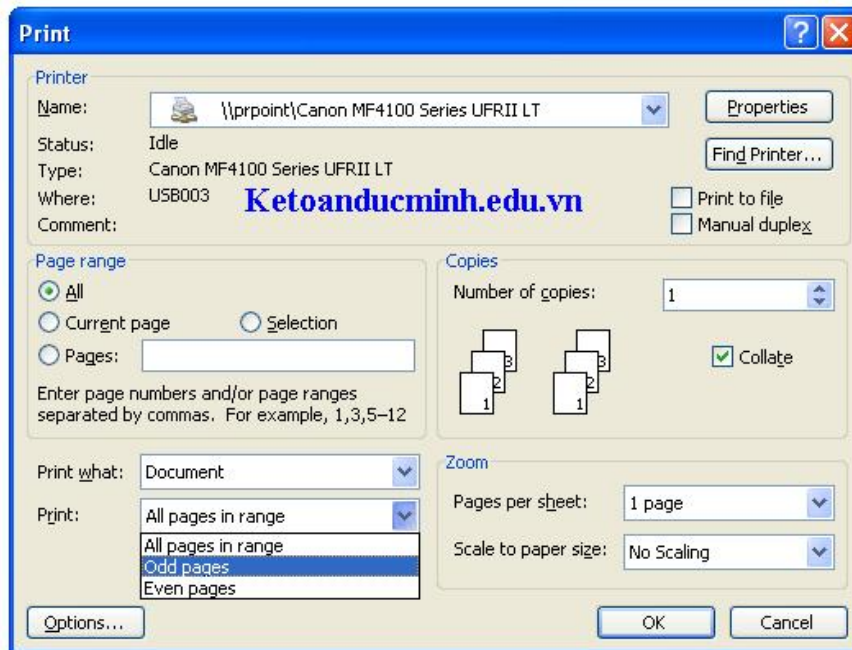 Print
Printer
Name: \\prpoint\Canon MF4100 Series UFRII LT
Properties
Status: Idle
Find Printer...
Type: Canon MF4100 Series UFRII LT
Where: USB003
Ketoanducminh.edu.vn
Print to file
Comment:
Manual duplex
Page range
All
Current page
Selection
Pages:
Enter page numbers and/or page ranges
separated by commas. For example, 1,3,5–12
Copies
Number of copies: 1
3
2
1
3
2
1
Collate
Print what: Document
Print: All pages in range
All pages in range
Odd pages
Even pages
Zoom
Pages per sheet: 1 page
Scale to paper size: No Scaling
Options...
OK
Cancel